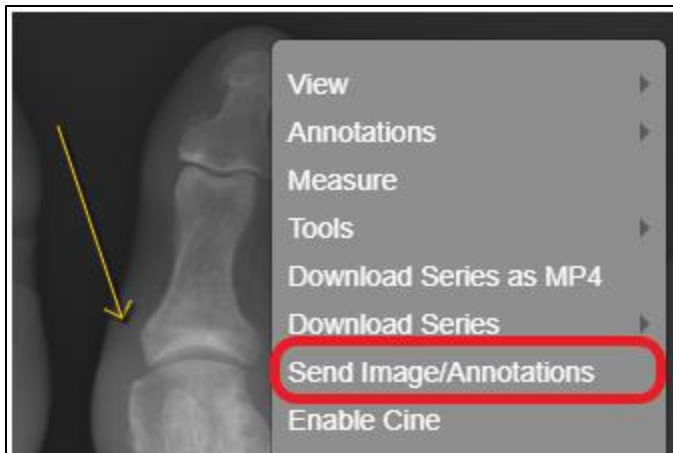 View
Annotations
Measure
Tools
Download Series as MP4
Download Series
Send Image/Annotations
Enable Cine